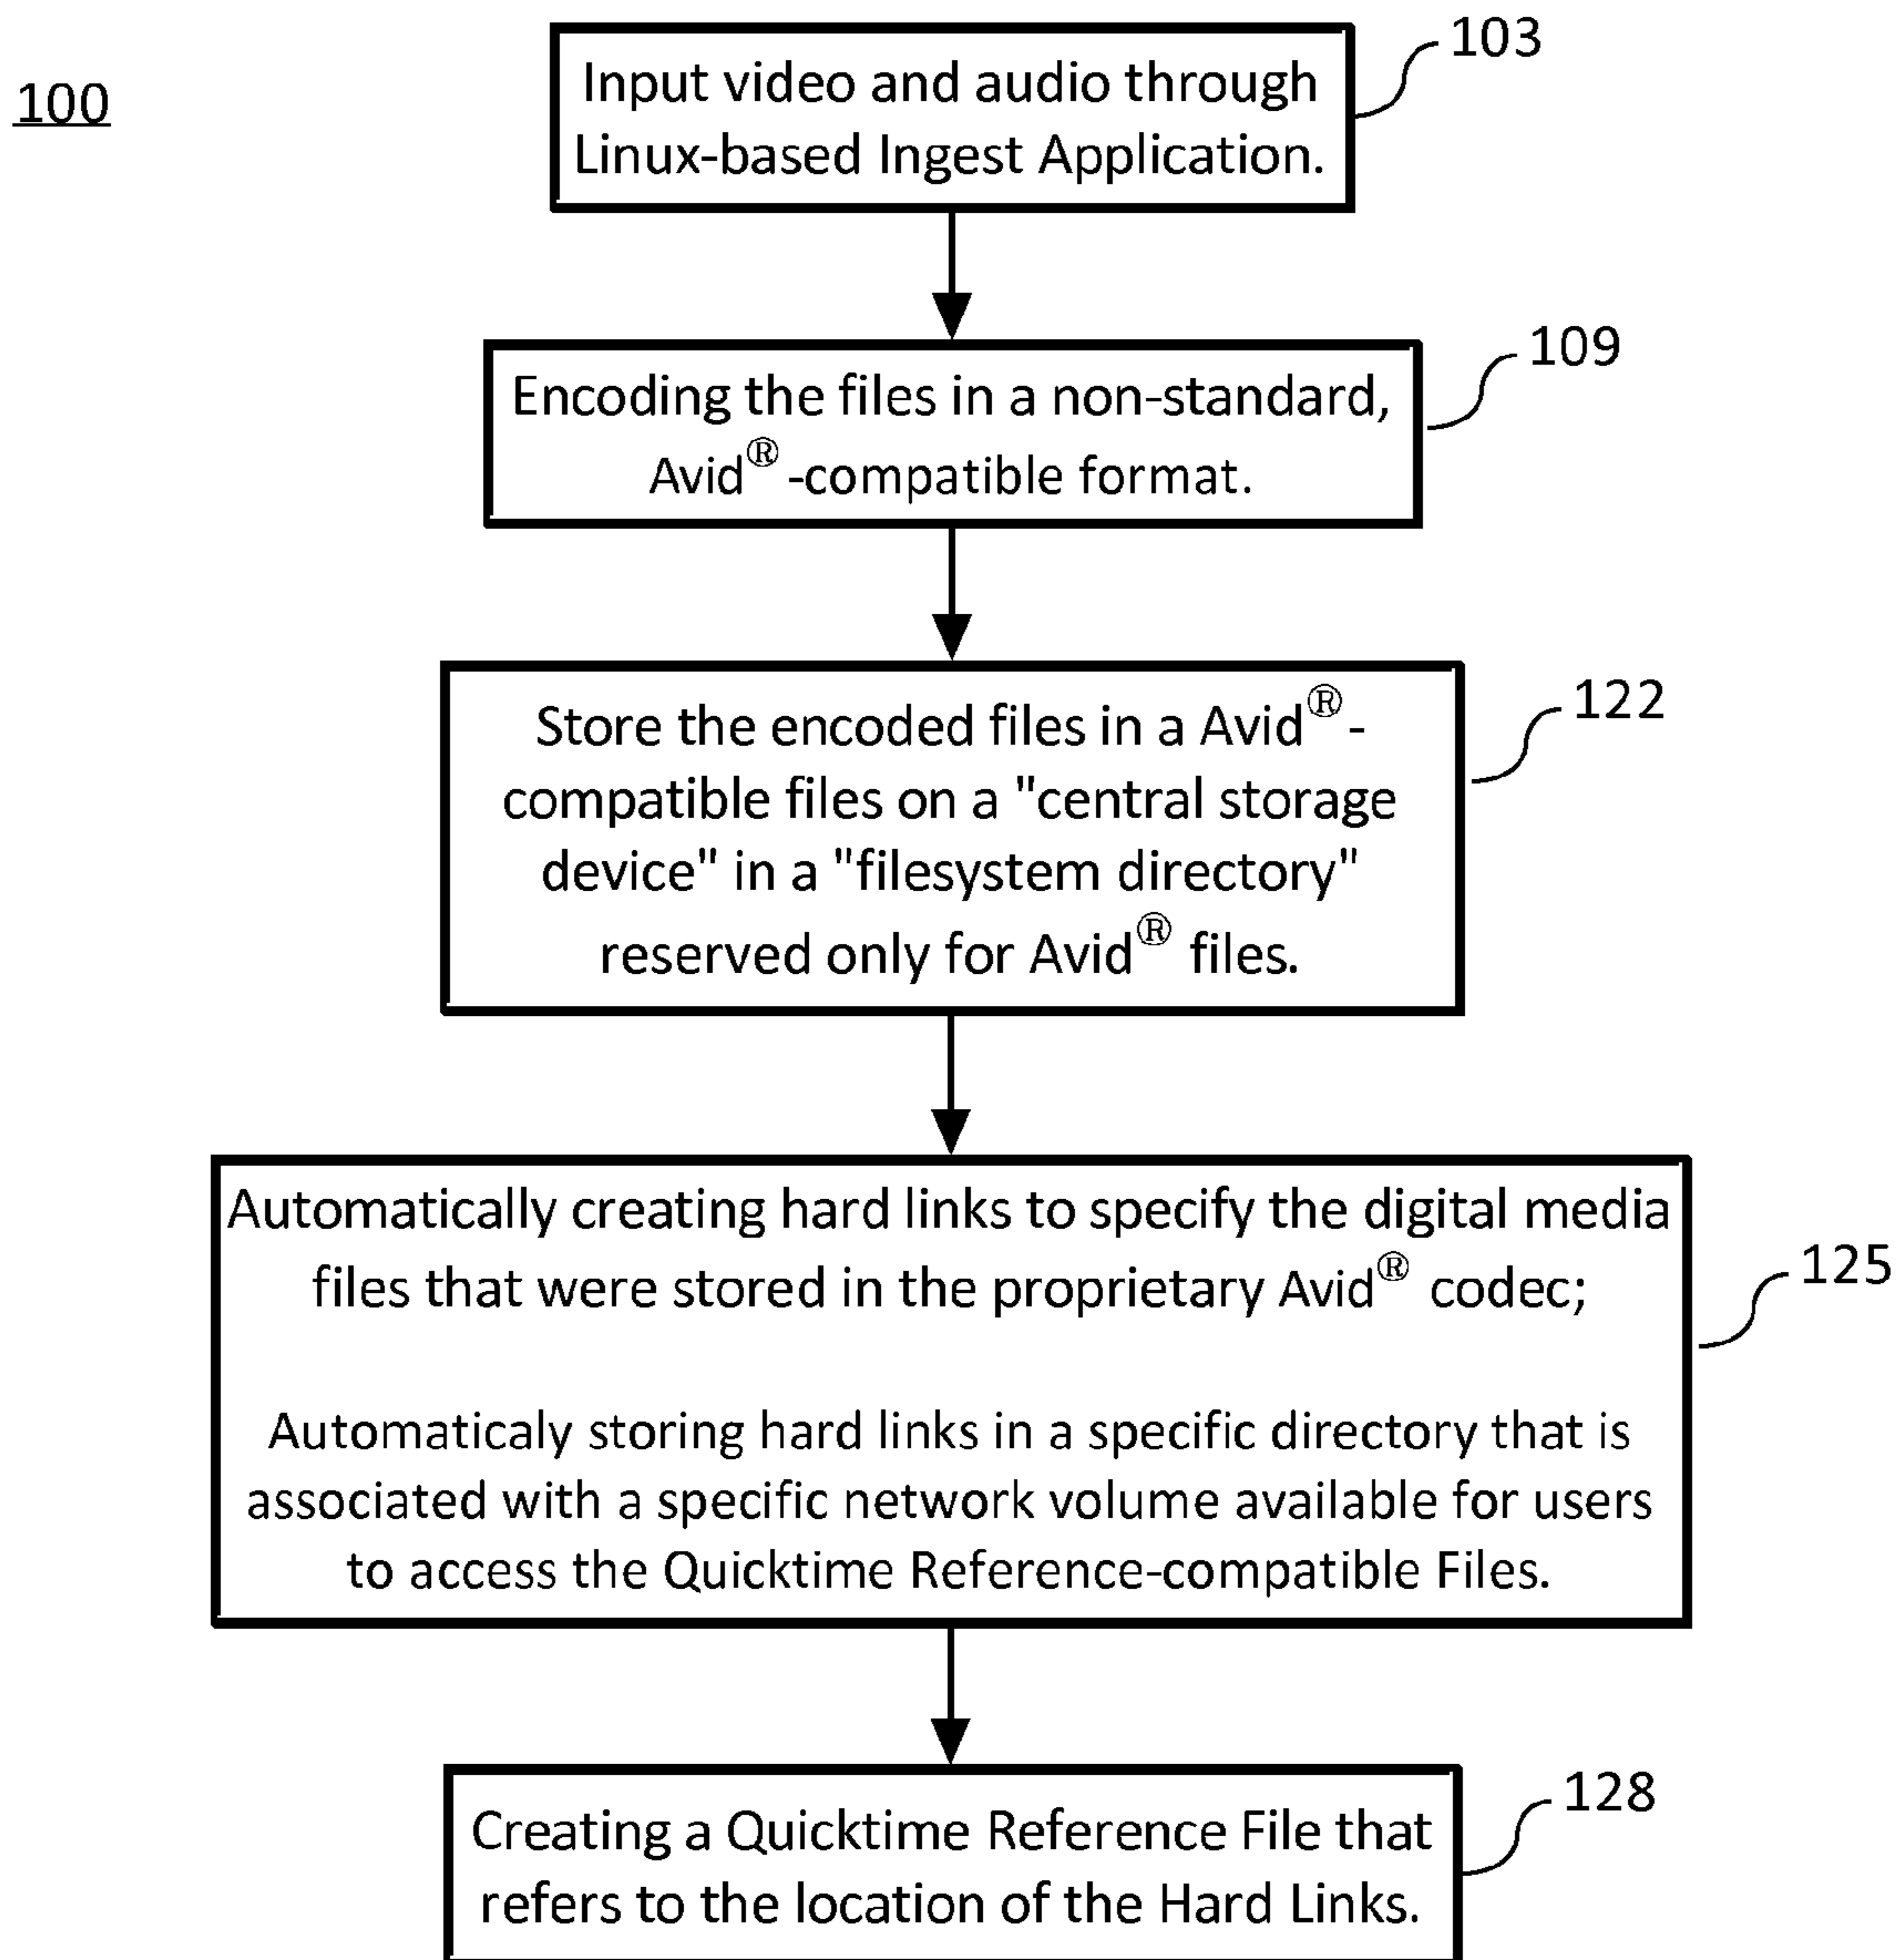 100
103
Input video and audio through
Linux-based Ingest Application.
109
Encoding the files in a non-standard,
Avid® -compatible format.
122
Store the encoded files in a Avid®-
compatible files on a "central storage
device" in a "filesystem directory"
reserved only for Avid® files.
125
Automatically creating hard links to specify the digital media
files that were stored in the proprietary Avid® codec;
Automaticaly storing hard links in a specific directory that is
associated with a specific network volume available for users
to access the Quicktime Reference-compatible Files.
128
Creating a Quicktime Reference File that
refers to the location of the Hard Links.